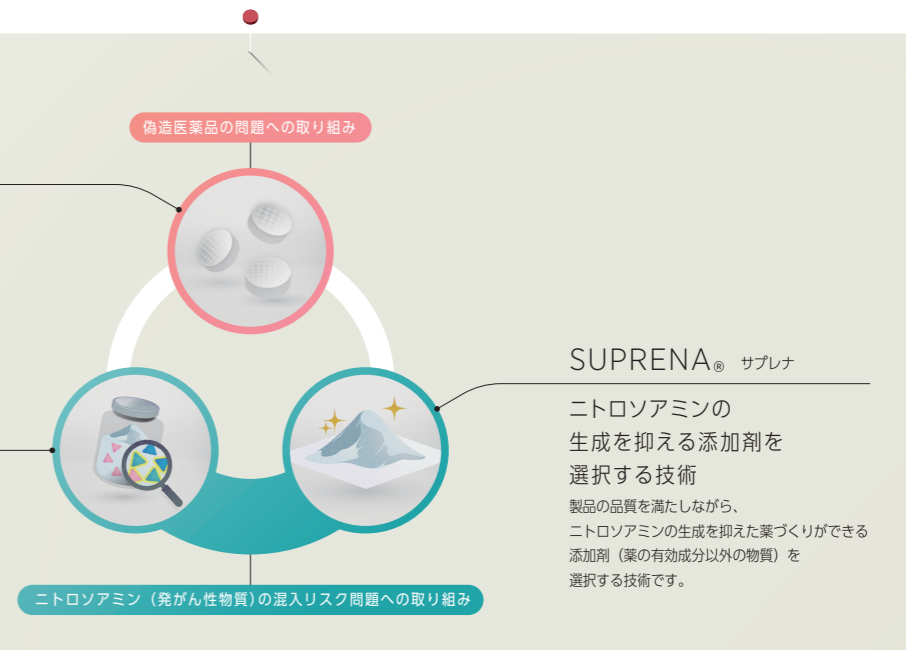 偽造医薬品の問題への取り組み
SUPRENA® サプレナ
ニトロソアミンの
生成を抑える添加剤を
選択する技術
製品の品質を満たしながら、
ニトロソアミンの生成を抑えた薬づくりができる
添加剤（薬の有効成分以外の物質）を
選択する技術です。
ニトロソアミン（発がん性物質）の混入リスク問題への取り組み